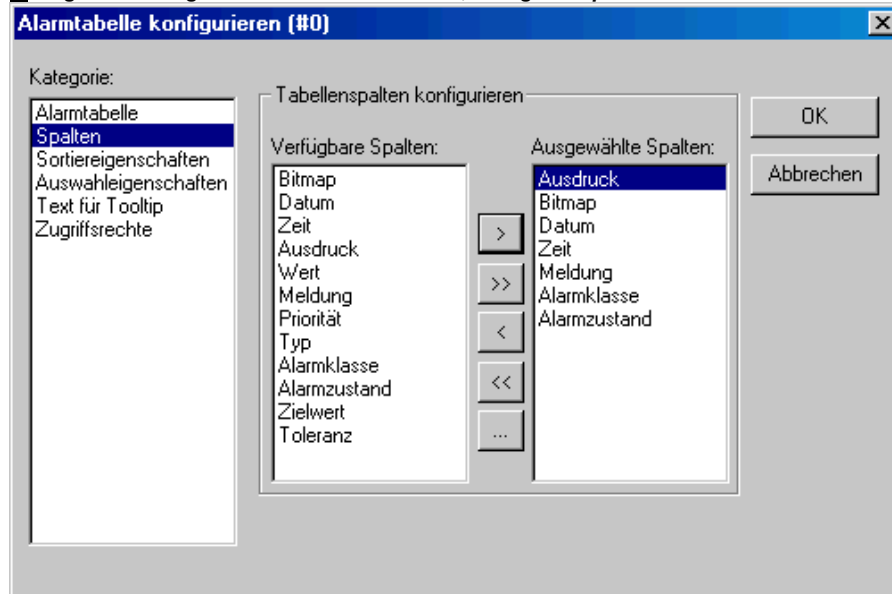 Alarmtabelle konfigurieren (#0)
Kategorie:
Alarmtabelle
Spalten
Sortiereigenschaften
Auswahleigenschaften
Text für Tooltip
Zugriffsrechte
Tabellenspalten konfigurieren
Verfügbare Spalten:
Bitmap
Datum
Zeit
Ausdruck
Wert
Meldung
Priorität
Typ
Alarmklasse
Alarmzustand
Zielwert
Toleranz
>
>>
<
<<
...
Ausgewählte Spalten:
Ausdruck
Bitmap
Datum
Zeit
Meldung
Alarmklasse
Alarmzustand
OK
Abbrechen